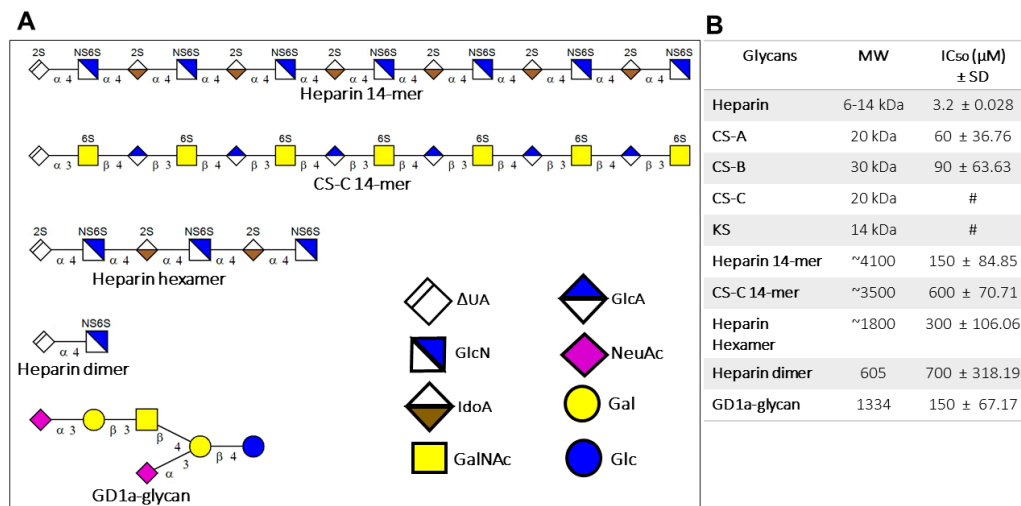 A
2S NS6S 2S NS6S 2S NS6S 2S NS6S 2S NS6S 2S NS6S 2S NS6S
α 4 α 4 α 4 α 4 α 4 α 4 α 4 α 4 α 4 α 4 α 4 α 4 α 4
Heparin 14-mer
6S 6S 6S 6S 6S 6S 6S
α 3 β 4 β 3 β 4 β 3 β 4 β 3 β 4 β 3 β 4 β 3 β 4 β 3
CS-C 14-mer
2S NS6S 2S NS6S 2S NS6S
α 4 α 4 α 4 α 4 α 4
Heparin hexamer
NS6S
α 4
Heparin dimer
α 3 β 3 β
4
3 β 4
α
GD1a-glycan
ΔUA
GlcN
IdoA
GalNAc
GlcA
NeuAc
Gal
Glc
B
Glycans MW IC₅₀ (µM) 
± SD
Heparin 6-14 kDa 3.2 ± 0.028
CS-A 20 kDa 60 ± 36.76
CS-B 30 kDa 90 ± 63.63
CS-C 20 kDa #
KS 14 kDa #
Heparin 14-mer ~4100 150 ± 84.85
CS-C 14-mer ~3500 600 ± 70.71
Heparin ~1800 300 ± 106.06
Hexamer
Heparin dimer 605 700 ± 318.19
GD1a-glycan 1334 150 ± 67.17